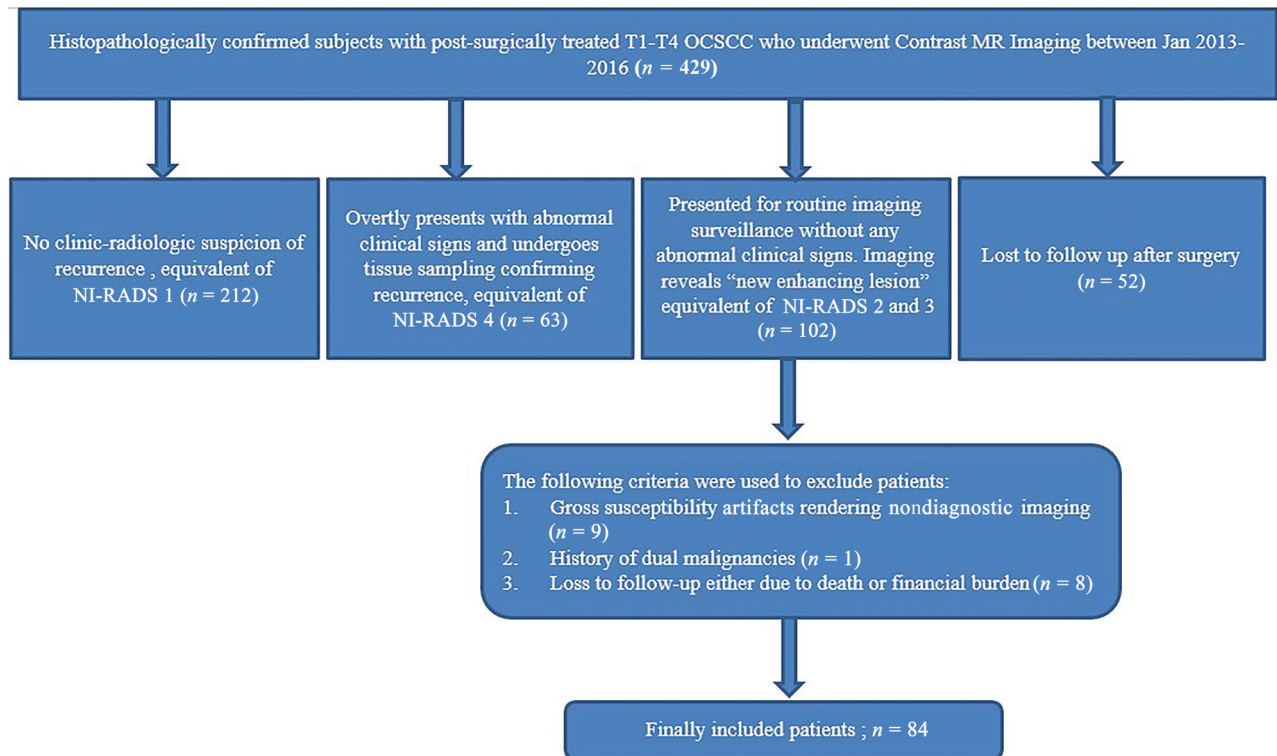 Histopathologically confirmed subjects with post-surgically treated T1-T4 OCSCC who underwent Contrast MR Imaging between Jan 2013-
2016 (n = 429)
No clinic-radiologic suspicion of
recurrence , equivalent of
NI-RADS 1 (n = 212)
Overtly presents with abnormal
clinical signs and undergoes
tissue sampling confirming
recurrence, equivalent of
NI-RADS 4 (n = 63)
Presented for routine imaging
surveillance without any
abnormal clinical signs. Imaging
reveals “new enhancing lesion”
equivalent of NI-RADS 2 and 3
(n = 102)
Lost to follow up after surgery
(n = 52)
The following criteria were used to exclude patients:
1. Gross susceptibility artifacts rendering nondiagnostic imaging
(n = 9)
2. History of dual malignancies (n = 1)
3. Loss to follow-up either due to death or financial burden (n = 8)
Finally included patients ; n = 84